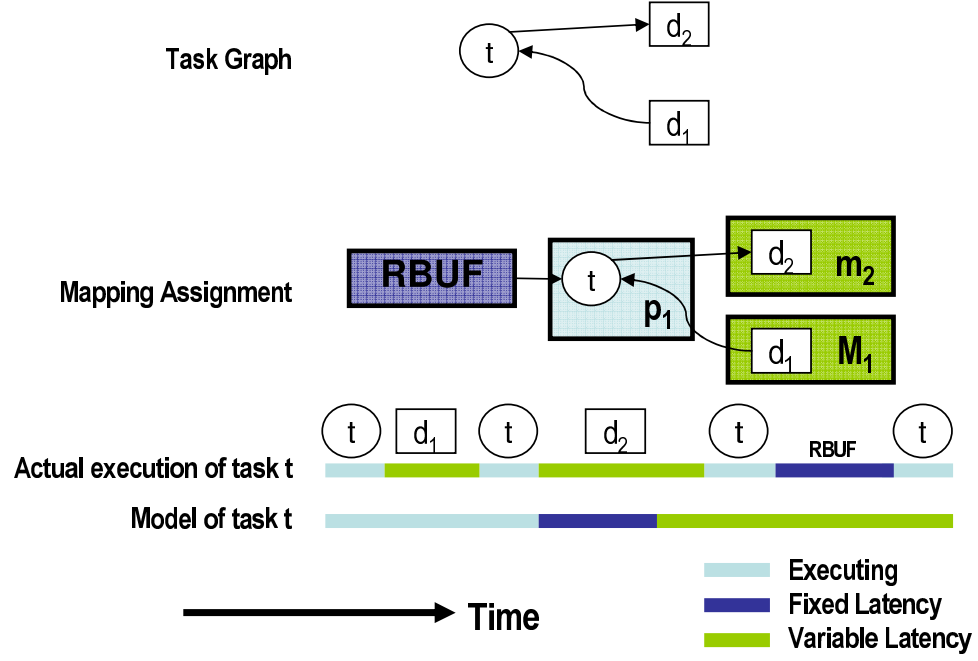 Task Graph
t
d₂
d₁
Mapping Assignment
RBUF
t
p₁
d₂
m₂
d₁
M₁
t
d₁
t
d₂
t
RBUF
t
Actual execution of task t
Model of task t
Time
Executing
Fixed Latency
Variable Latency